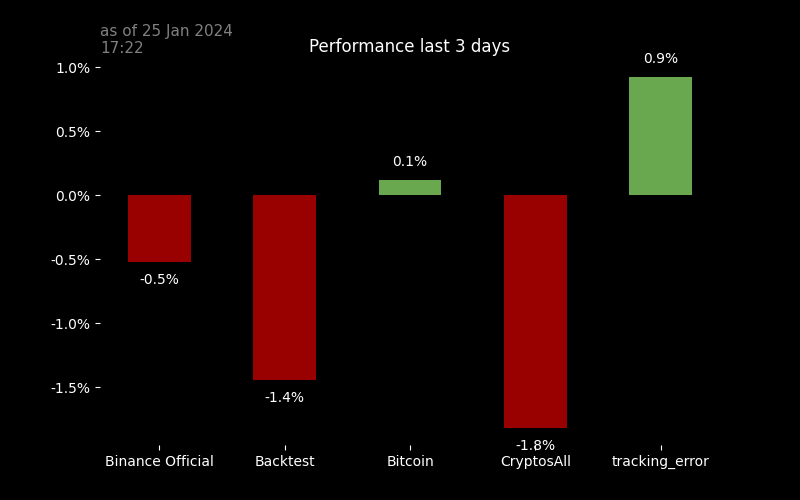 as of 25 Jan 2024
17:22
Performance last 3 days
1.0%
0.5%
0.0%
-0.5%
-1.0%
-1.5%
-0.5%
-1.4%
0.1%
-1.8%
0.9%
Binance Official
Backtest
Bitcoin
CryptosAll
tracking_error